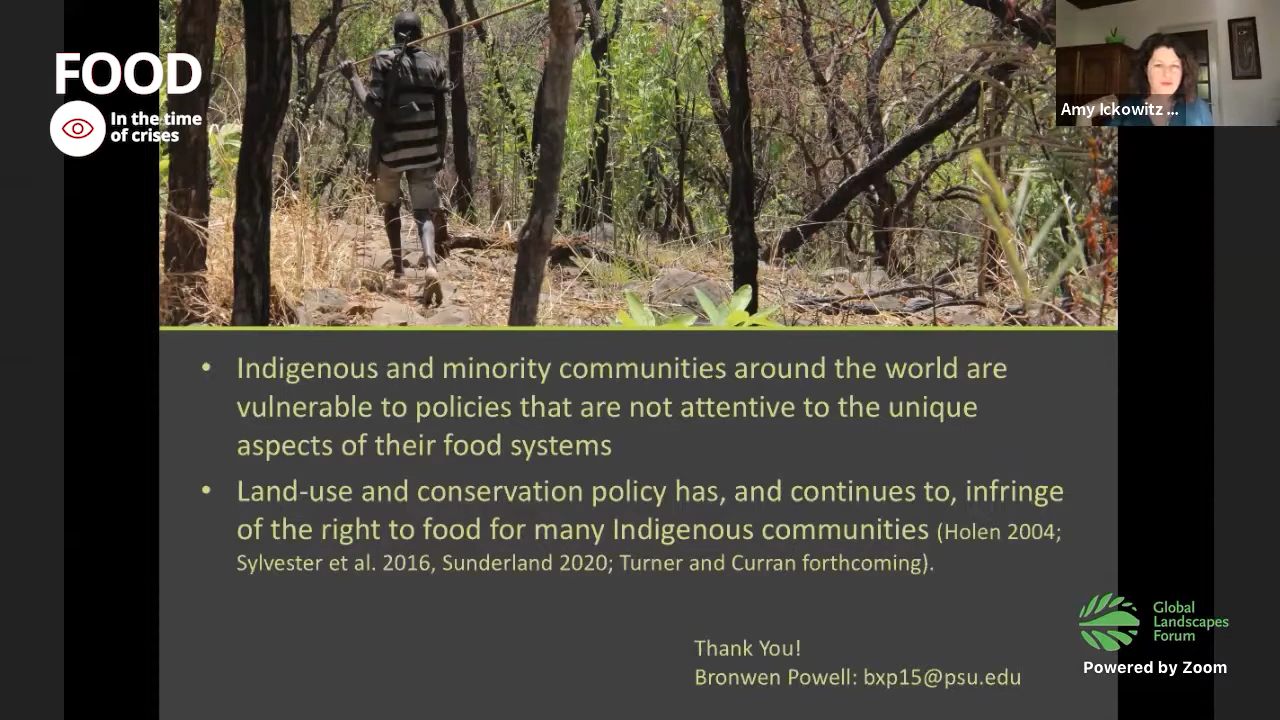 FOOD
In the time
of crises
Amy Ickowitz ...
• Indigenous and minority communities around the world are
vulnerable to policies that are not attentive to the unique
aspects of their food systems
• Land-use and conservation policy has, and continues to, infringe
of the right to food for many Indigenous communities (Holen 2004;
Sylvester et al. 2016, Sunderland 2020; Turner and Curran forthcoming).
Thank You!
Bronwen Powell: bxp15@psu.edu
Global
Landscapes
Forum
Powered by Zoom